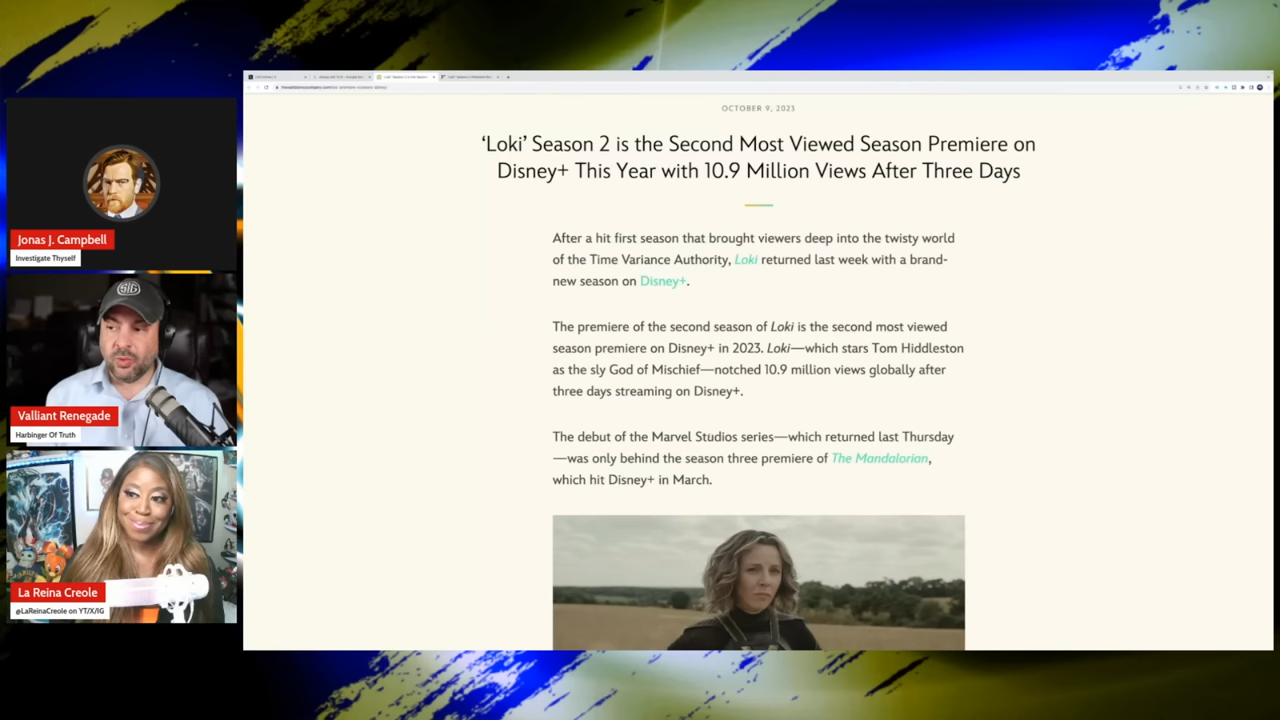 OCTOBER 9, 2023
‘Loki’ Season 2 is the Second Most Viewed Season Premiere on
Disney+ This Year with 10.9 Million Views After Three Days
After a hit first season that brought viewers deep into the twisty world
of the Time Variance Authority, Loki returned last week with a brand-
new season on Disney+.
The premiere of the second season of Loki is the second most viewed
season premiere on Disney+ in 2023. Loki—which stars Tom Hiddleston
as the sly God of Mischief—notched 10.9 million views globally after
three days streaming on Disney+.
The debut of the Marvel Studios series—which returned last Thursday
—was only behind the season three premiere of The Mandalorian,
which hit Disney+ in March.
Jonas J. Campbell
Investigate Thyself
Valliant Renegade
Harbinger Of Truth
La Reina Creole
@LaReinaCreole on YT/X/IG